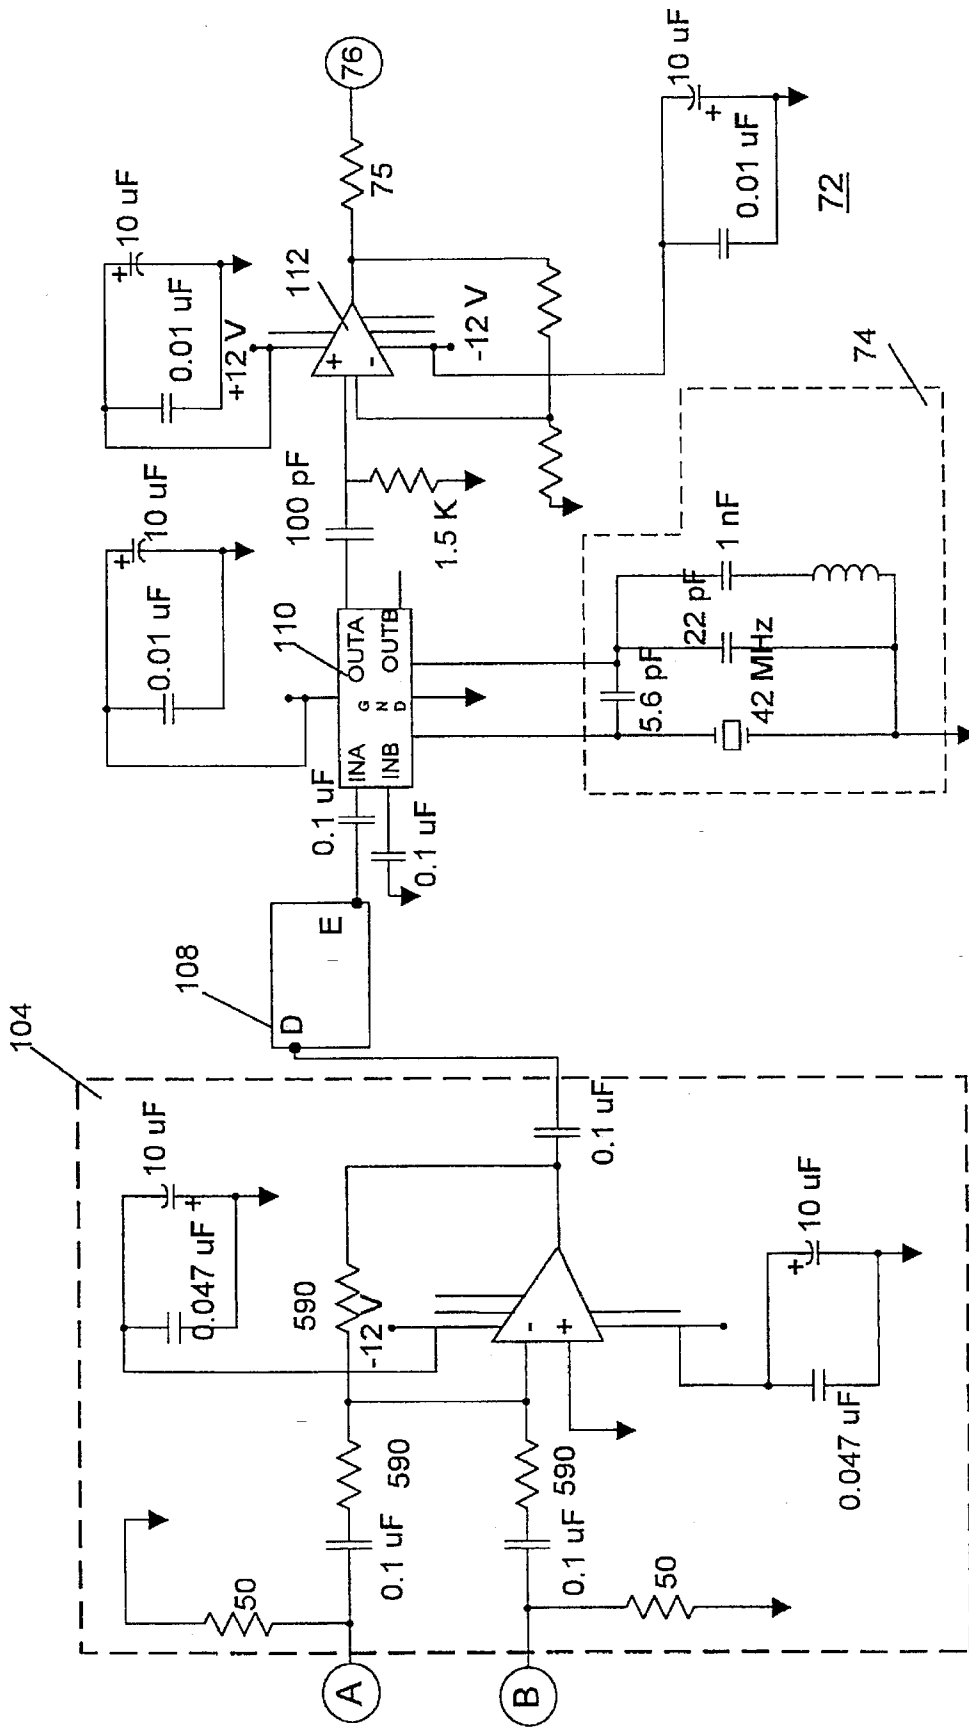 104
A
50
0.1 uF
590
590
-12 V
0.047 uF
10 uF
B
50
0.1 uF
590
-
+
0.1 uF
0.047 uF
10 uF
+
+
108
D
E
0.1 uF
0.1 uF
110
INA
INB
G
N
D
OUTA
OUTB
0.01 uF
10 uF
+
100 pF
1.5 K
+12 V
0.01 uF
10 uF
+
112
+
-
-12 V
75
76
0.01 uF
10 uF
+
72
74
5.6 pF
42 MHz
22 pF
1 nF